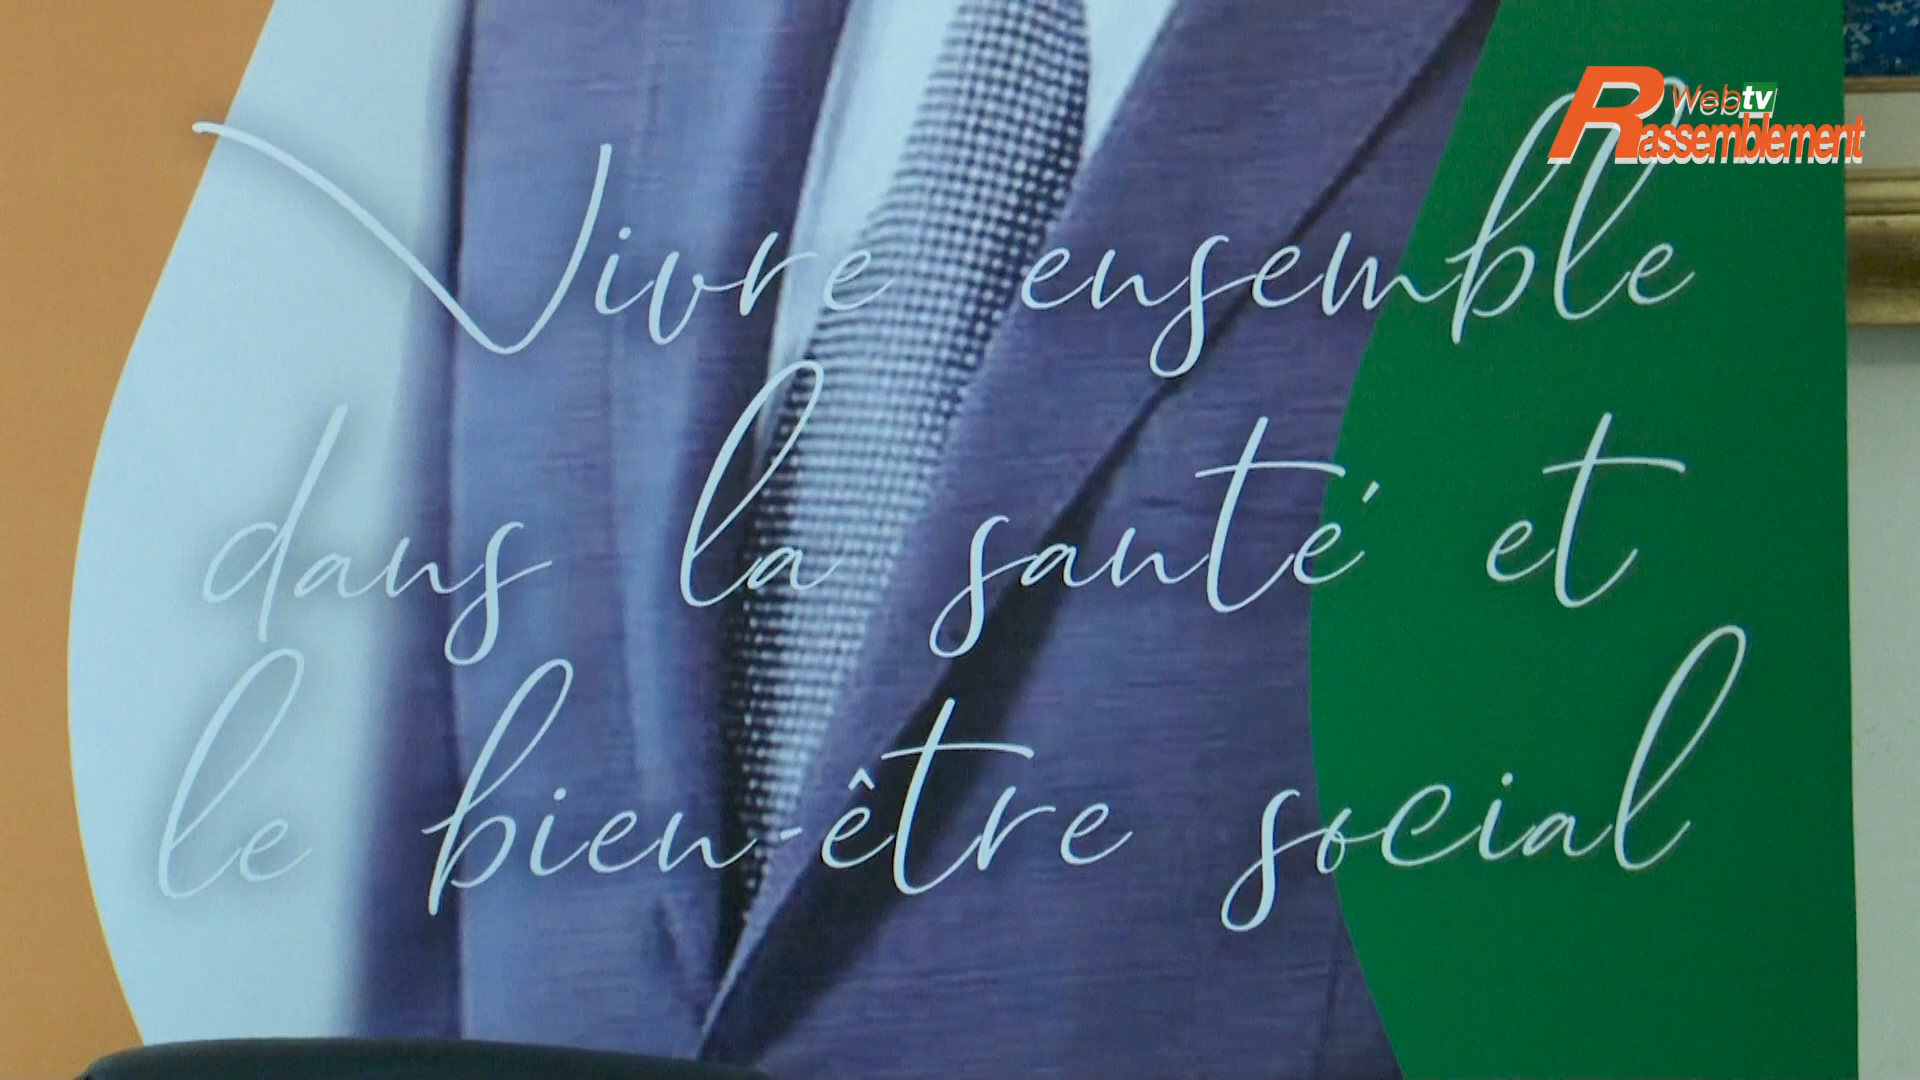 Web tv
Rassemblement
Vivre ensemble
dans la santé et
le bien-être social